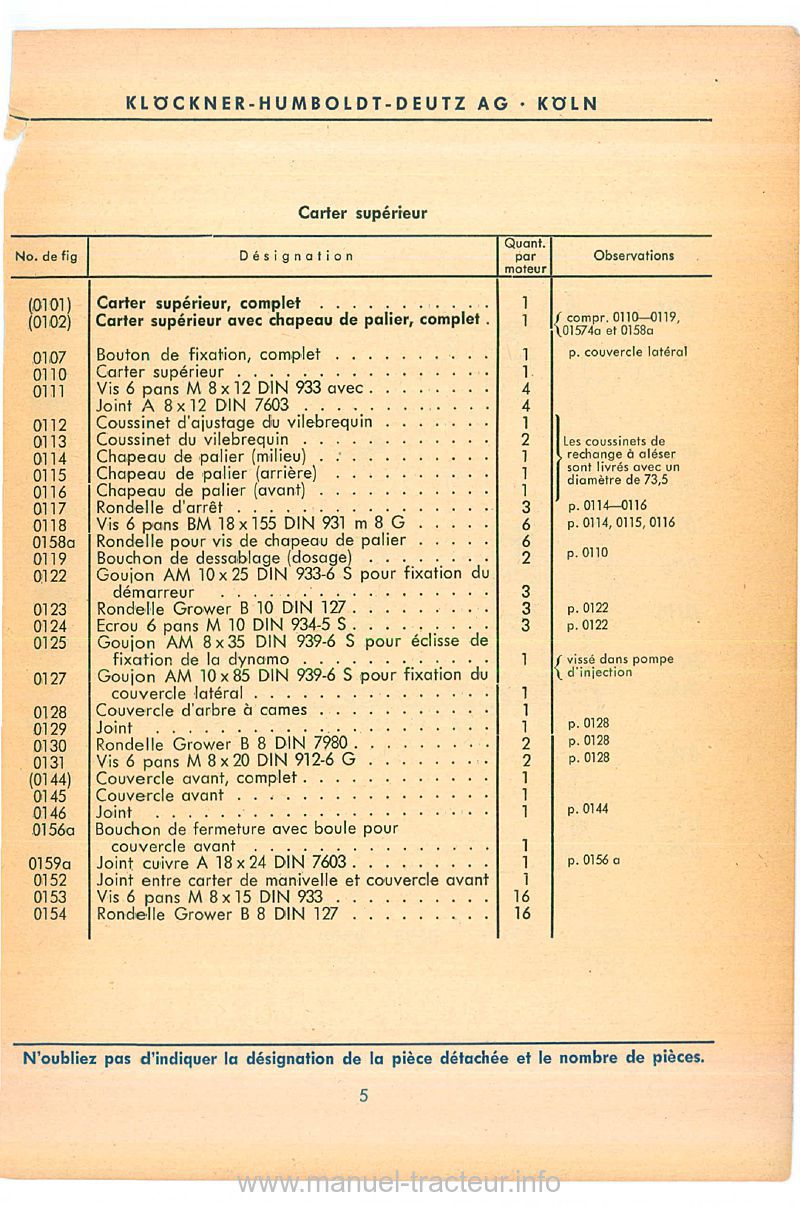 KLÖCKNER-HUMBOLDT-DEUTZ AG · KÖLN
Carter supérieur
No. de fig Désignation Quant. par moteur Observations
(0101) Carter supérieur, complet . . . . . . . . . . . 1
(0102) Carter supérieur avec chapeau de palier, complet . 1 { compr. 0110—0119,
01574a et 0158a
0107 Bouton de fixation, complet . . . . . . . . . . 1 p. couvercle latéral
0110 Carter supérieur . . . . . . . . . . . . . . . . 1
0111 Vis 6 pans M 8 x 12 DIN 933 avec . . . . . . . . 4
Joint A 8 x 12 DIN 7603 . . . . . . . . . . . . 4
0112 Coussinet d'ajustage du vilebrequin . . . . . . . 1
0113 Coussinet du vilebrequin . . . . . . . . . . . . 2 Les coussinets de
0114 Chapeau de palier (milieu) . . . . . . . . . . . 1 rechange à aléser
0115 Chapeau de palier (arrière) . . . . . . . . . . 1 sont livrés avec un
0116 Chapeau de palier (avant) . . . . . . . . . . . 1 diamètre de 73,5
0117 Rondelle d'arrêt . . . . . . . . . . . . . . . . 3 p. 0114—0116
0118 Vis 6 pans BM 18 x 155 DIN 931 m 8 G . . . . . 6 p. 0114, 0115, 0116
0158a Rondelle pour vis de chapeau de palier . . . . . 6
0119 Bouchon de dessablage (dosage) . . . . . . . . 2 p. 0110
0122 Goujon AM 10 x 25 DIN 933-6 S pour fixation du
démarreur . . . . . . . . . . . . . . . . . 3
0123 Rondelle Grower B 10 DIN 127 . . . . . . . . . 3 p. 0122
0124 Ecrou 6 pans M 10 DIN 934-5 S . . . . . . . . . 3 p. 0122
0125 Goujon AM 8 x 35 DIN 939-6 S pour éclisse de
fixation de la dynamo . . . . . . . . . . . . 1 { vissé dans pompe
d'injection
0127 Goujon AM 10 x 85 DIN 939-6 S pour fixation du
couvercle latéral . . . . . . . . . . . . . . . 1
0128 Couvercle d'arbre à cames . . . . . . . . . . . 1
0129 Joint . . . . . . . . . . . . . . . . . . . . . 1 p. 0128
0130 Rondelle Grower B 8 DIN 7980 . . . . . . . . . 2 p. 0128
0131 Vis 6 pans M 8 x 20 DIN 912-6 G . . . . . . . . 2 p. 0128
(0144) Couvercle avant, complet . . . . . . . . . . . . 1
0145 Couvercle avant . . . . . . . . . . . . . . . . 1
0146 Joint . . . . . . . . . . . . . . . . . . . . . 1 p. 0144
0156a Bouchon de fermeture avec boule pour
couvercle avant . . . . . . . . . . . . . . . 1
0159a Joint cuivre A 18 x 24 DIN 7603 . . . . . . . . . 1 p. 0156 a
0152 Joint entre carter de manivelle et couvercle avant 1
0153 Vis 6 pans M 8 x 15 DIN 933 . . . . . . . . . . 16
0154 Rondelle Grower B 8 DIN 127 . . . . . . . . . . 16
N'oubliez pas d'indiquer la désignation de la pièce détachée et le nombre de pièces.
5
www.manuel-tracteur.info